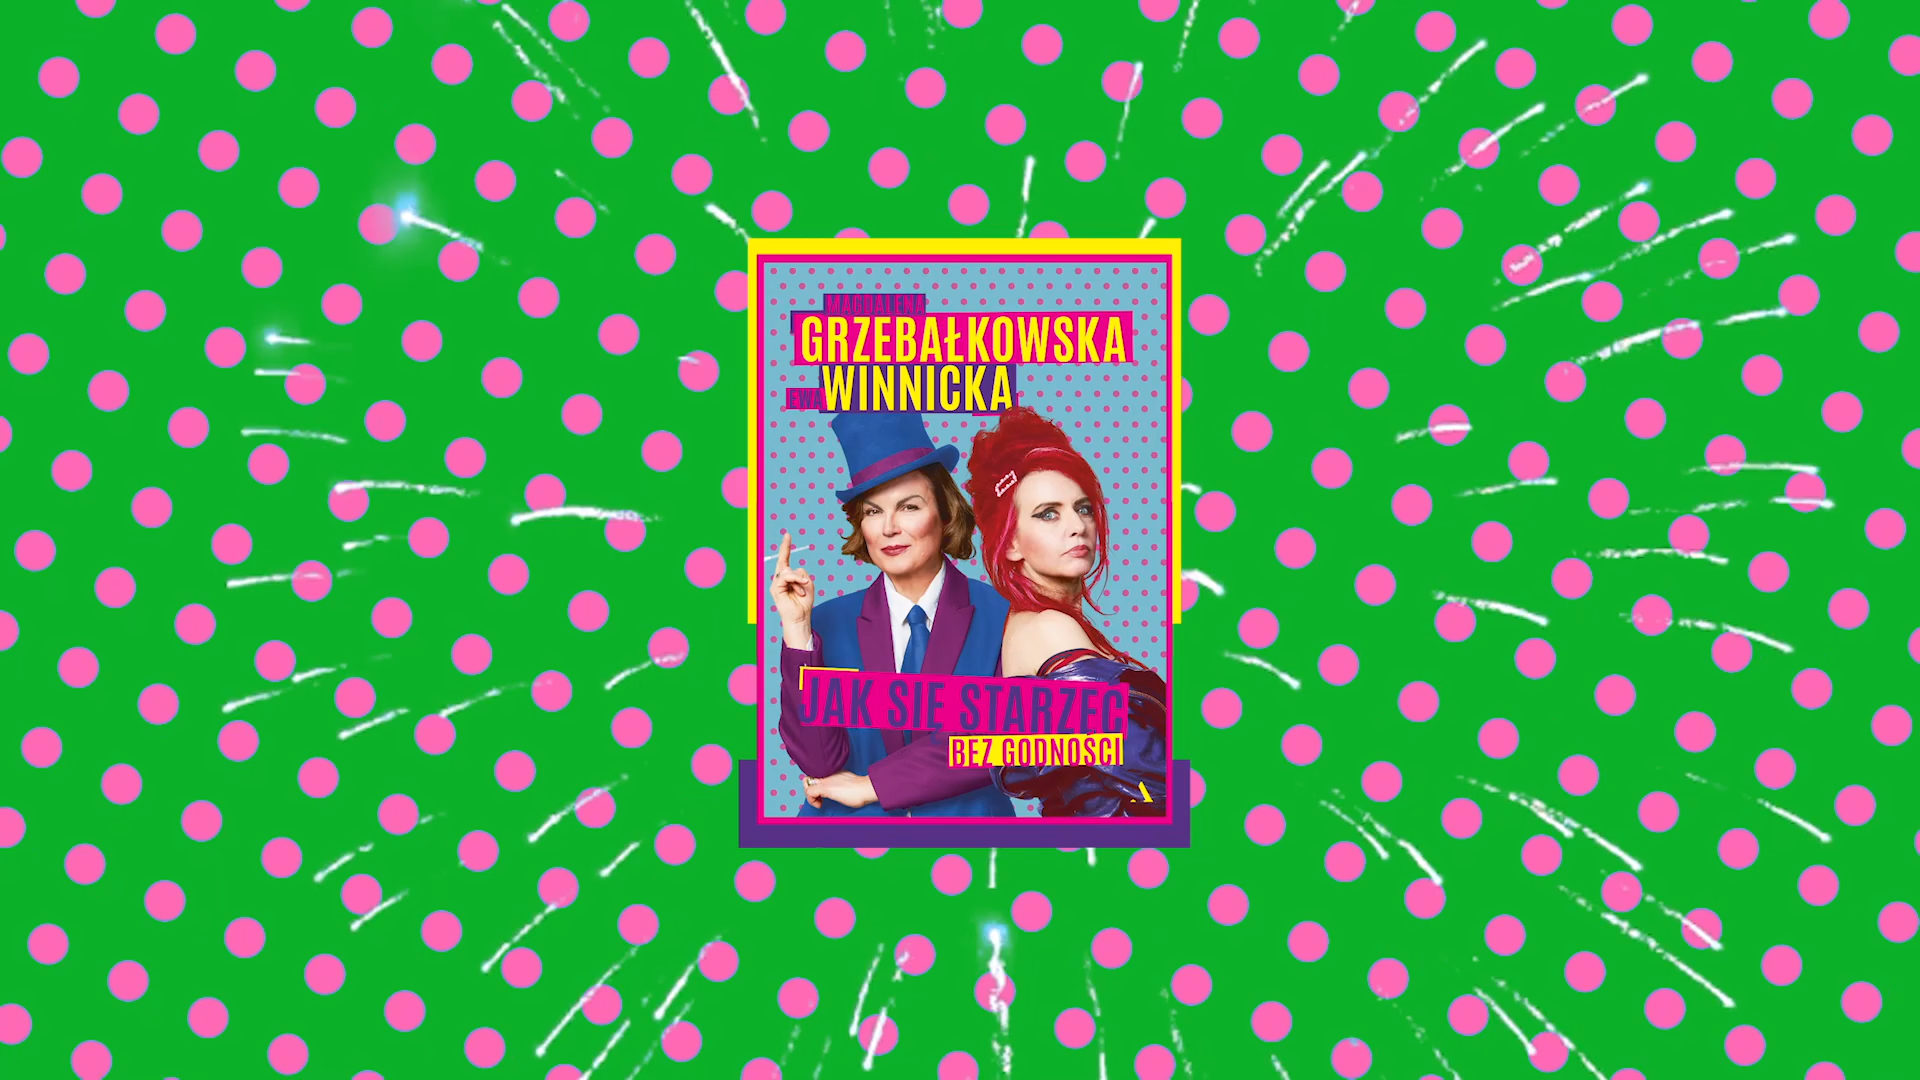 MAGDALENA
GRZEBAŁKOWSKA
EWA WINNICKA
JAK SIĘ STARZEĆ
BEZ GODNOŚCI